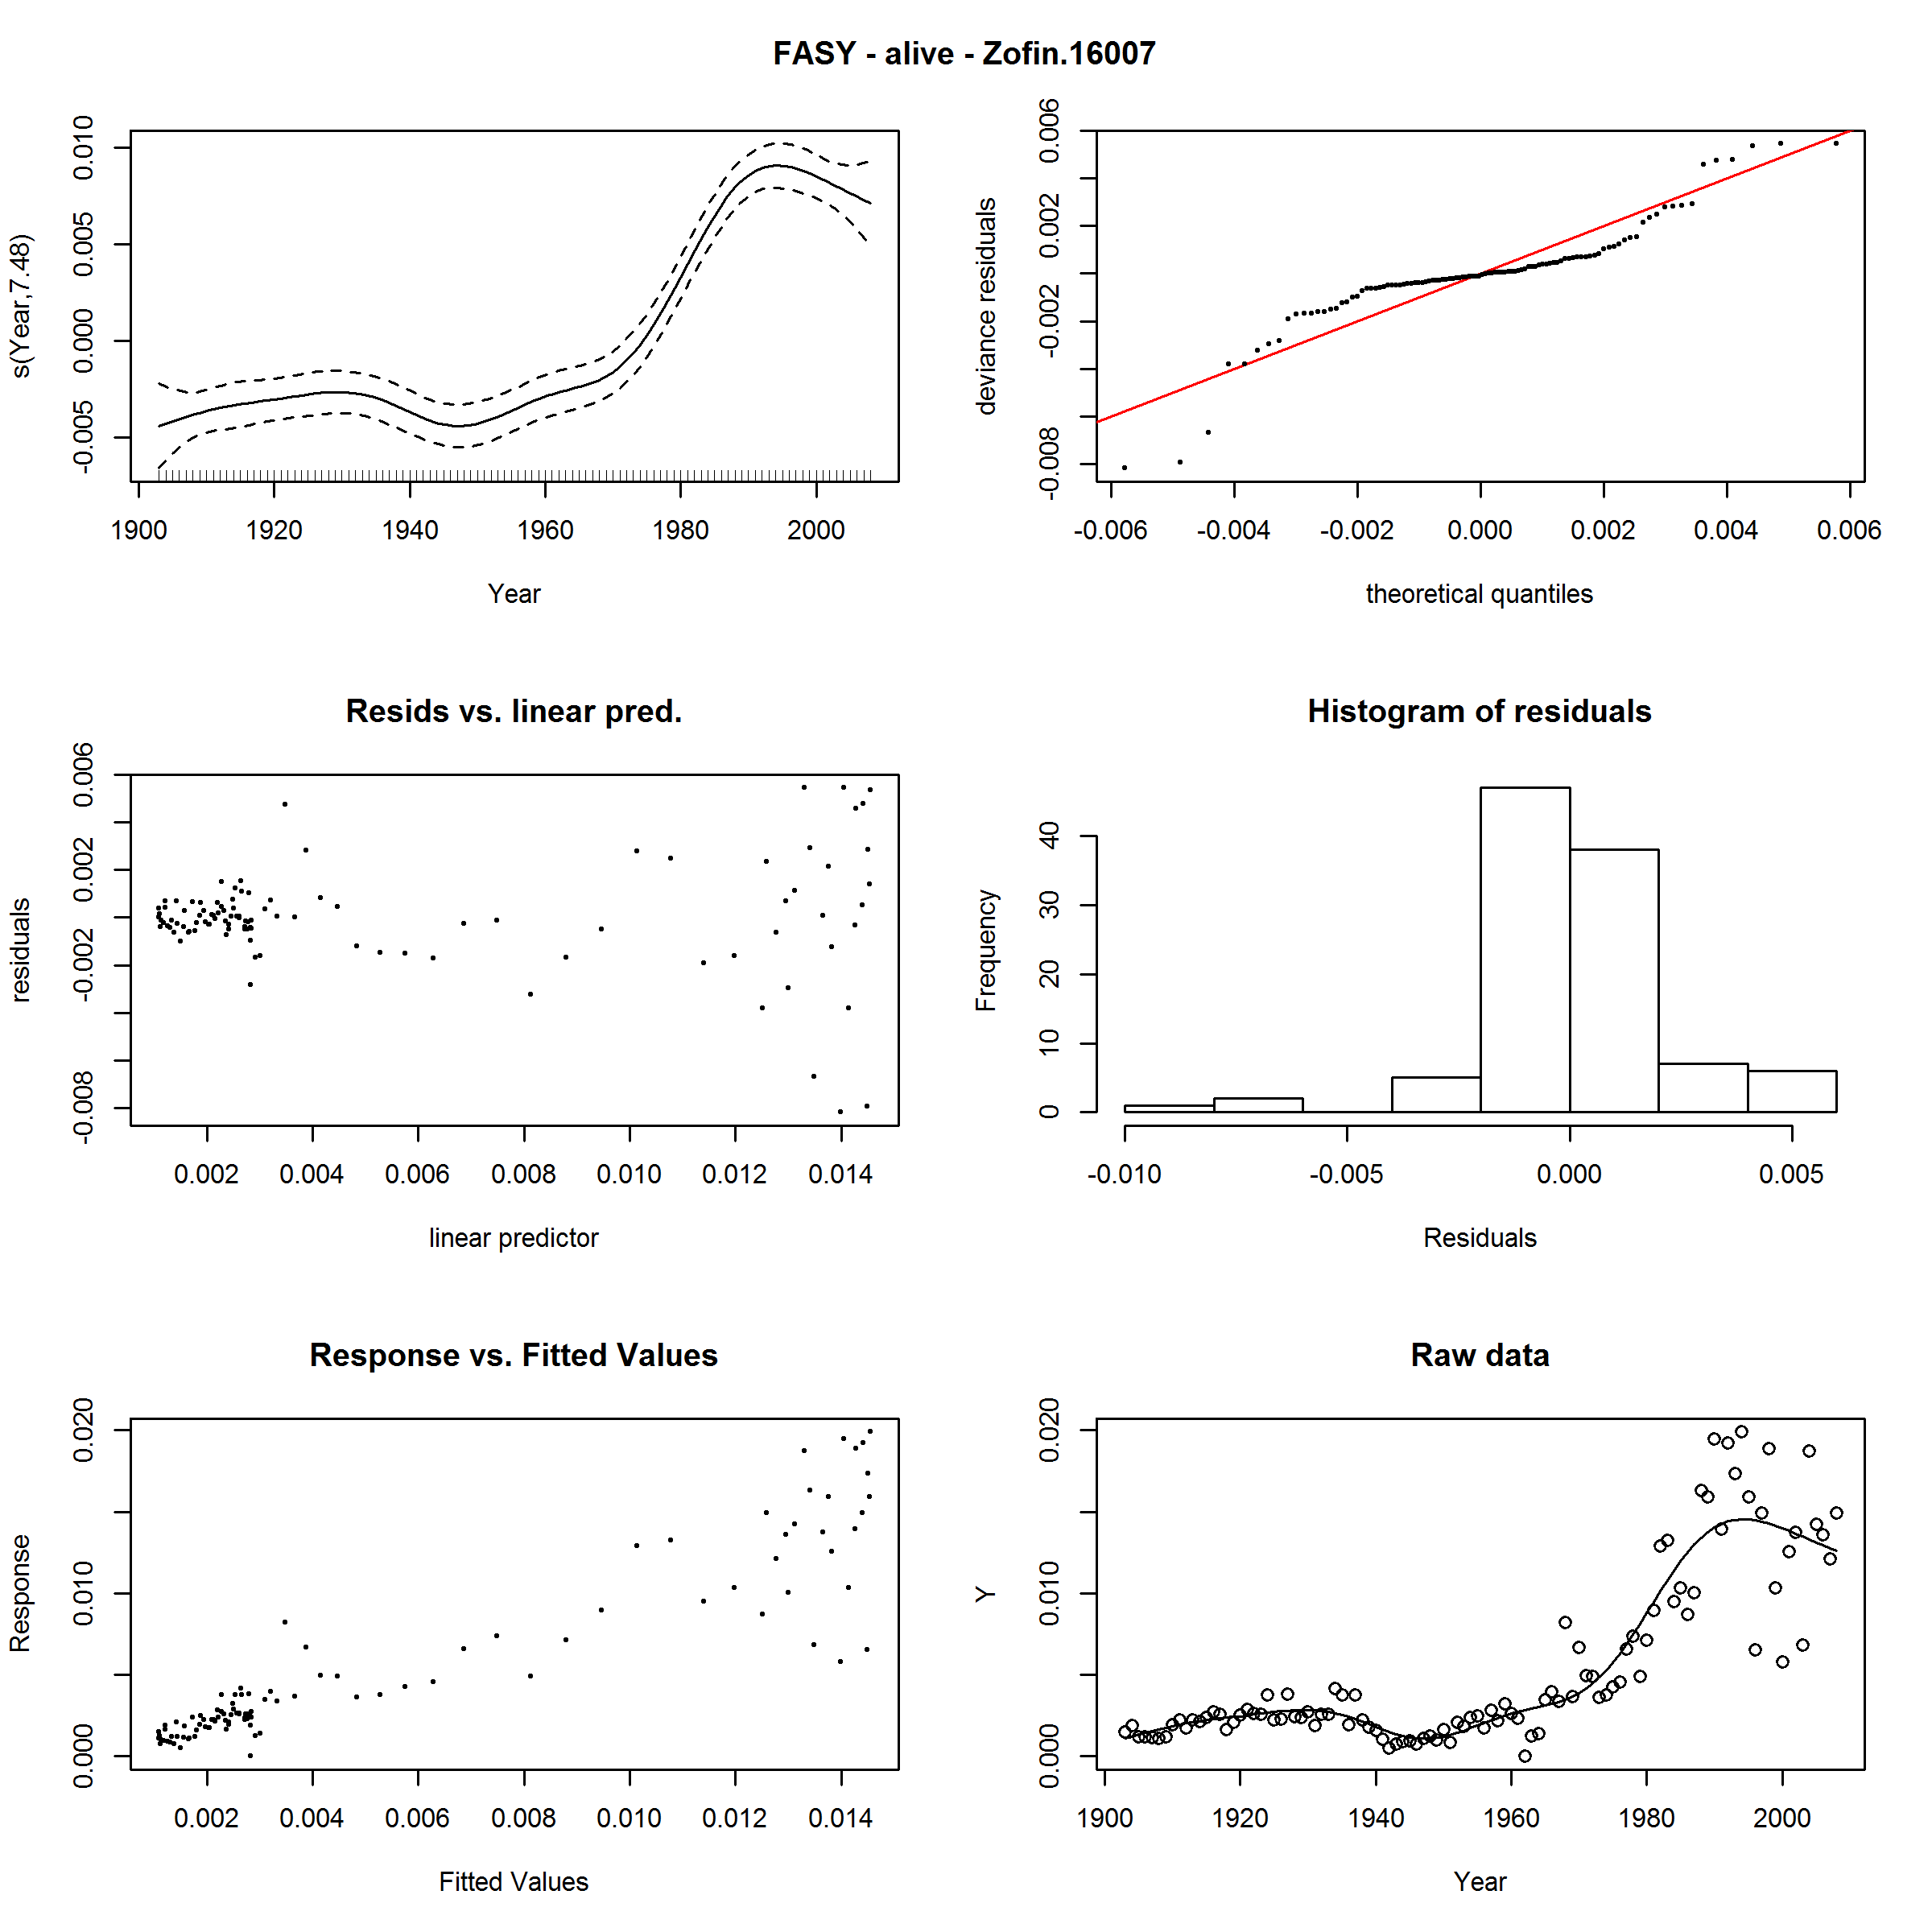 FASY - alive - Zofin.16007
s(Year,7.48)
-0.005 0.000 0.005 0.010
1900 1920 1940 1960 1980 2000
Year
deviance residuals
-0.008 -0.002 0.002 0.006
-0.006 -0.004 -0.002 0.000 0.002 0.004 0.006
theoretical quantiles
Resids vs. linear pred.
residuals
-0.008 -0.002 0.002 0.006
0.002 0.004 0.006 0.008 0.010 0.012 0.014
linear predictor
Histogram of residuals
Frequency
0 10 20 30 40
-0.010 -0.005 0.000 0.005
Residuals
Response vs. Fitted Values
Response
0.000 0.010 0.020
0.002 0.004 0.006 0.008 0.010 0.012 0.014
Fitted Values
Raw data
Y
0.000 0.010 0.020
1900 1920 1940 1960 1980 2000
Year